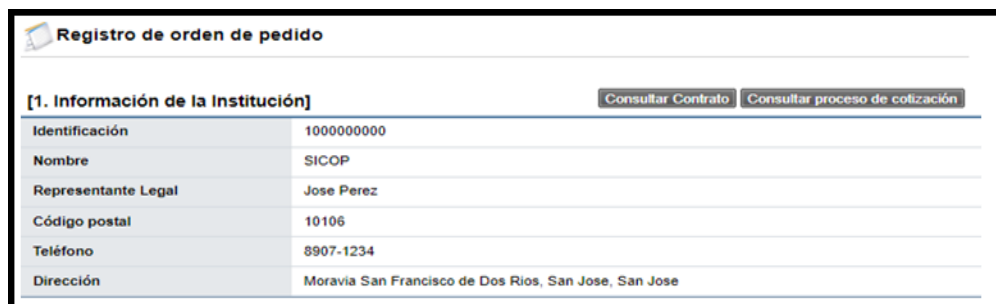 Registro de orden de pedido
[1. Información de la Institución] Consultar Contrato Consultar proceso de cotización
Identificación 1000000000
Nombre SICOP
Representante Legal Jose Perez
Código postal 10106
Teléfono 8907-1234
Dirección Moravia San Francisco de Dos Rios, San Jose, San Jose